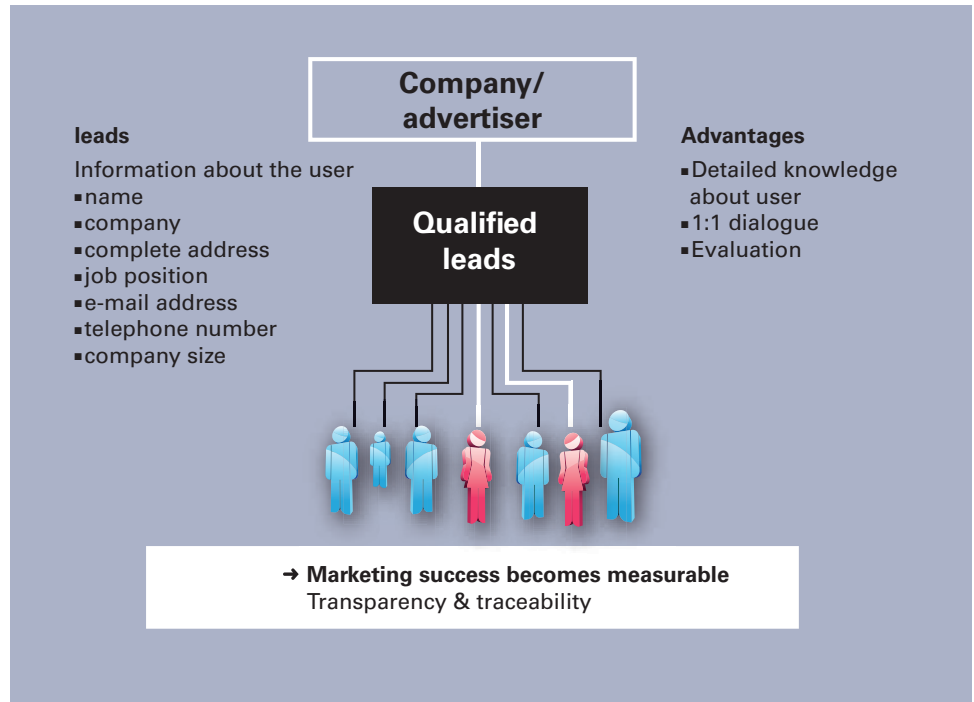 Company/
advertiser
leads
Information about the user
▪name
▪company
▪complete address
▪job position
▪e-mail address
▪telephone number
▪company size
Qualified
leads
Advantages
▪Detailed knowledge
about user
▪1:1 dialogue
▪Evaluation
➜ Marketing success becomes measurable
Transparency & traceability